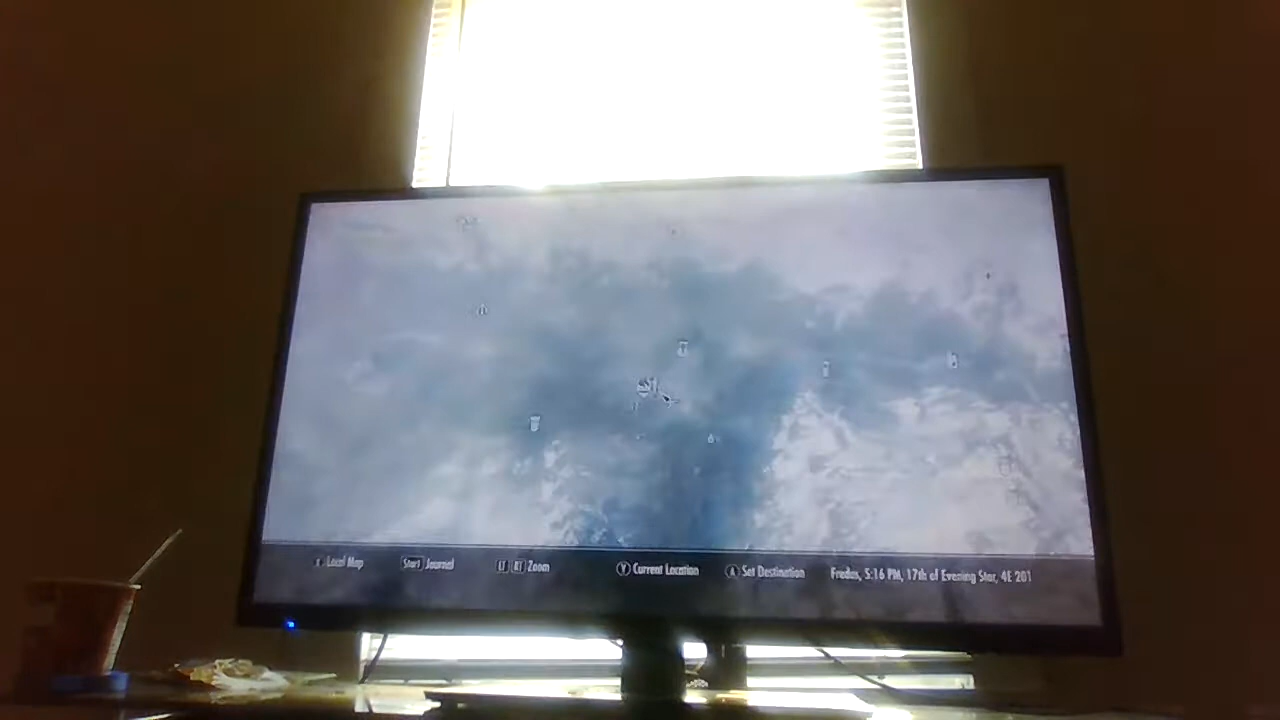 X Local Map Start Journal LT RT Zoom Y Current Location A Set Destination Fredas, 5:16 PM, 17th of Evening Star, 4E 201